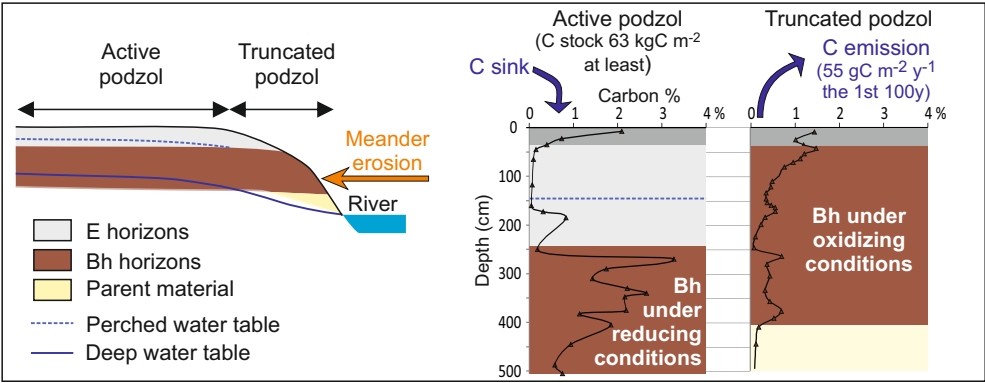 Active
podzol
Truncated
podzol
Meander
erosion
River
E horizons
Bh horizons
Parent material
Perched water table
Deep water table
Active podzol
(C stock 63 kgC m-2
at least)
C sink
Carbon %
0 1 2 3 4 %
Truncated podzol
C emission
(55 gC m-2 y-1
the 1st 100y)
0 1 2 3 4 %
Depth (cm)
0
100
200
300
400
500
Bh
under
reducing
conditions
Bh under
oxidizing
conditions